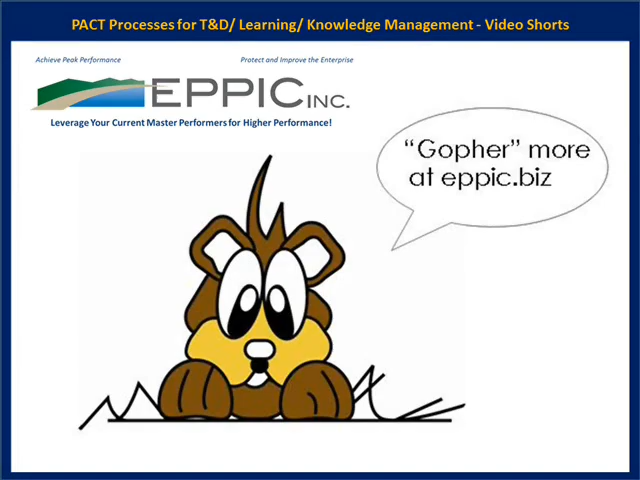 PACT Processes for T&D/ Learning/ Knowledge Management - Video Shorts
Achieve Peak Performance Protect and Improve the Enterprise
EPPIC INC.
Leverage Your Current Master Performers for Higher Performance!
“Gopher” more
at eppic.biz